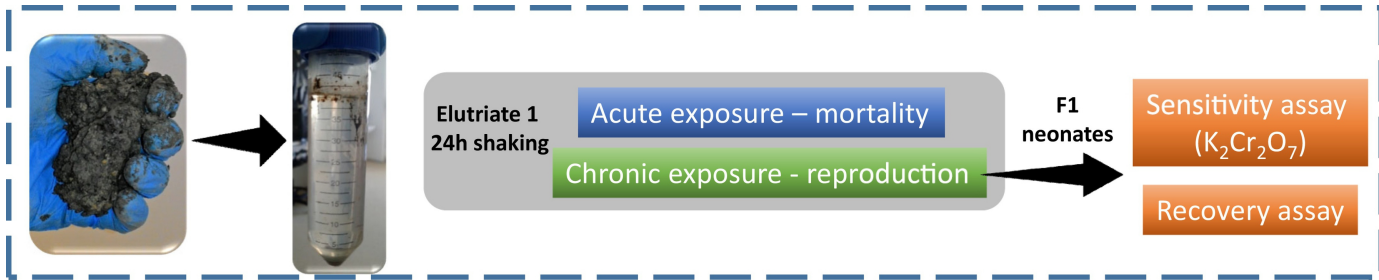 Elutriate 1
24h shaking
Acute exposure – mortality
Chronic exposure - reproduction
F1
neonates
Sensitivity assay
(K₂Cr₂O₇)
Recovery assay